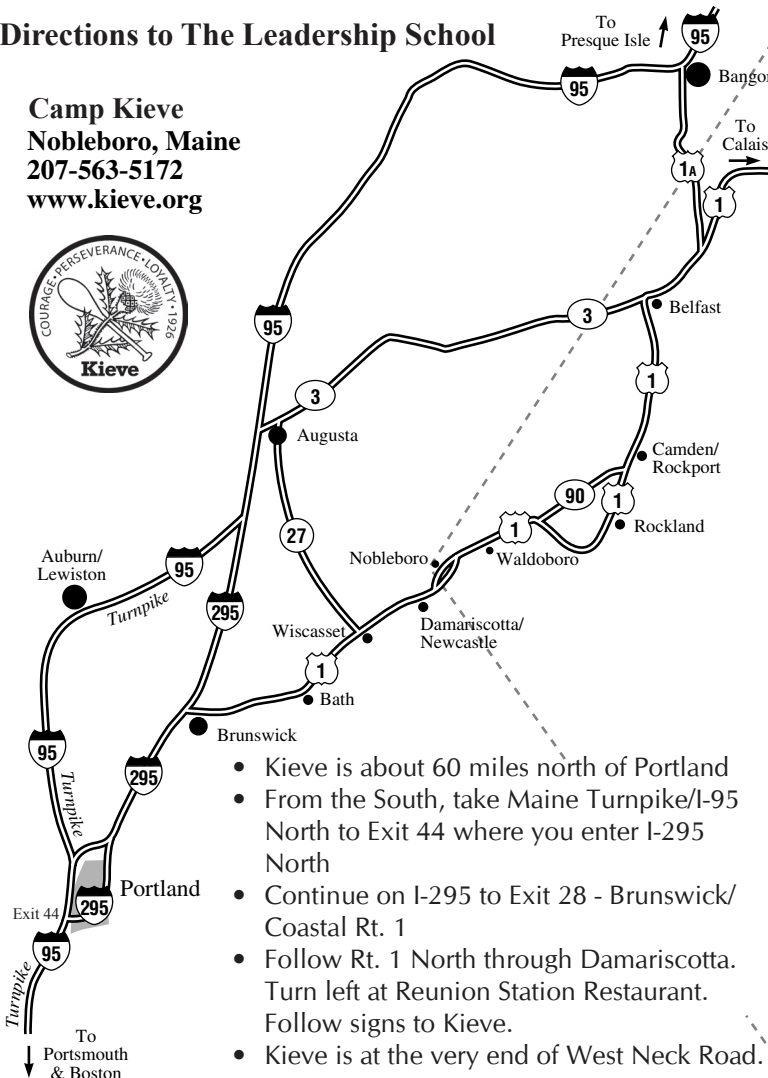 Directions to The Leadership School
Camp Kieve
Nobleboro, Maine
207-563-5172
www.kieve.org
COURAGE • PERSEVERANCE • LOYALTY • 1926
Kieve
To
Presque Isle
95
Bangor
95
To
Calais
1A
1
3
Belfast
95
1
3
Augusta
Camden/
Rockport
90
1
Rockland
27
1
Waldoboro
Nobleboro
Auburn/
Lewiston
95
Turnpike
295
Wiscasset
Damariscotta/
Newcastle
1
Bath
Brunswick
95
Turnpike
295
Portland
Exit 44
295
95
Turnpike
To
Portsmouth
& Boston
• Kieve is about 60 miles north of Portland
• From the South, take Maine Turnpike/I-95
North to Exit 44 where you enter I-295
North
• Continue on I-295 to Exit 28 - Brunswick/
Coastal Rt. 1
• Follow Rt. 1 North through Damariscotta.
Turn left at Reunion Station Restaurant.
Follow signs to Kieve.
• Kieve is at the very end of West Neck Road.